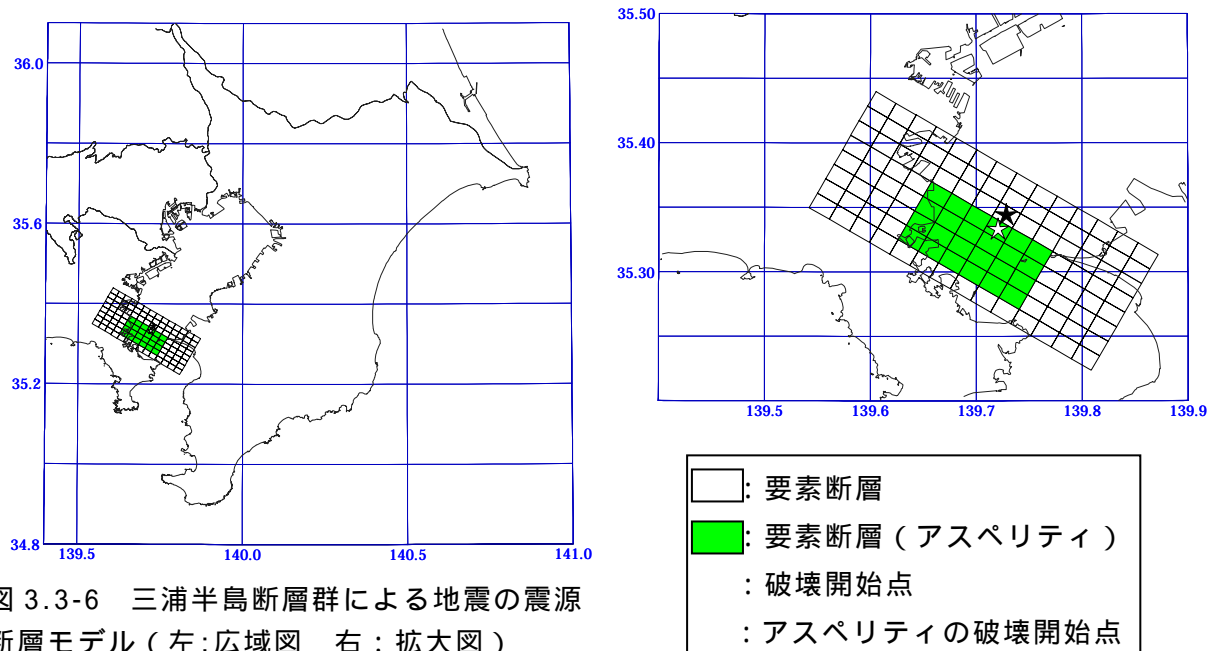 36.0
35.6
35.2
34.8
139.5 140.0 140.5 141.0
35.50
35.40
35.30
139.5 139.6 139.7 139.8 139.9
：要素断層
：要素断層（アスペリティ）
：破壊開始点
：アスペリティの破壊開始点
図 3.3-6 三浦半島断層群による地震の震源
断層モデル（左:広域図 右：拡大図）